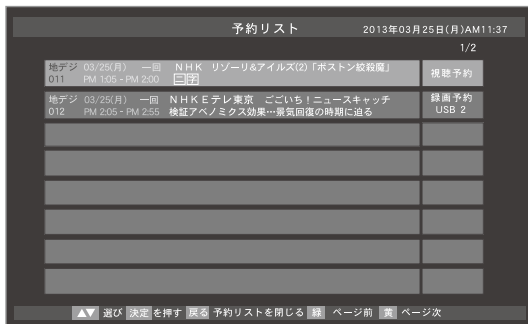 予約リスト 2013年03月25日(月)AM11:37
1/2
地デジ 03/25(月) 一回 NHK リゾーリ&アイルズ(2)「ボストン絞殺魔」
011 PM 1:05 - PM 2:00 二 字
視聴予約
地デジ 03/25(月) 一回 NHKEテレ東京 ごごいち!ニュースキャッチ
012 PM 2:05 - PM 2:55 検証アベノミクス効果…景気回復の時期に迫る
録画予約
USB 2
▲▼ 選び 決定 を押す 戻る 予約リストを閉じる 緑 ページ前 黄 ページ次